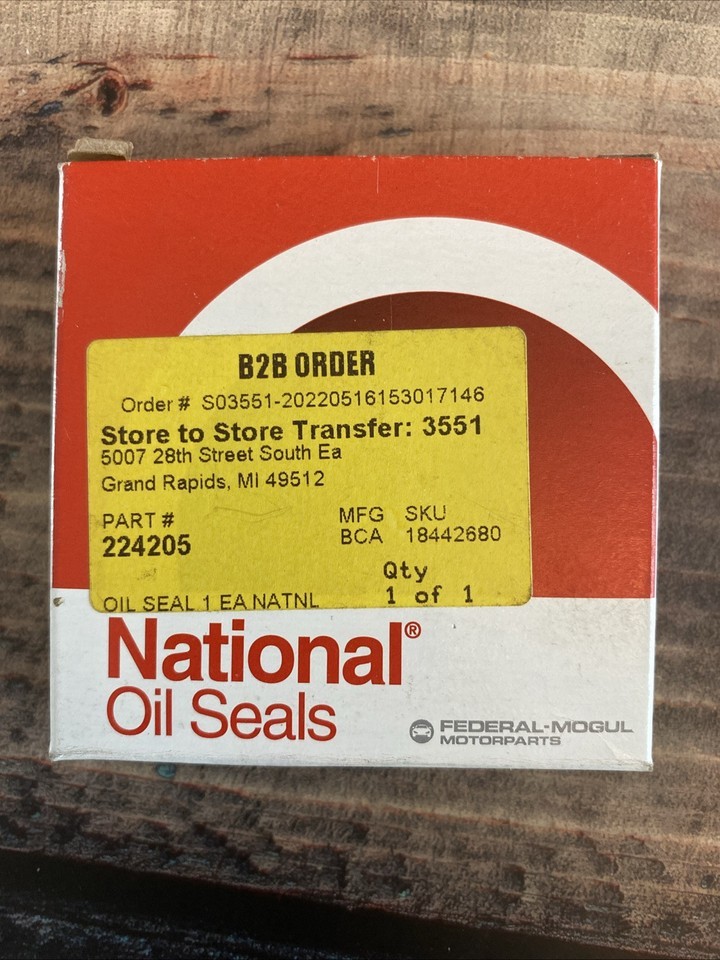 B2B ORDER
Order # S03551-20220516153017146
Store to Store Transfer: 3551
5007 28th Street South Ea
Grand Rapids, MI 49512
PART # MFG SKU
224205 BCA 18442680
Qty
OIL SEAL 1 EA NATNL 1 of 1
National®
Oil Seals
FEDERAL-MOGUL
MOTORPARTS